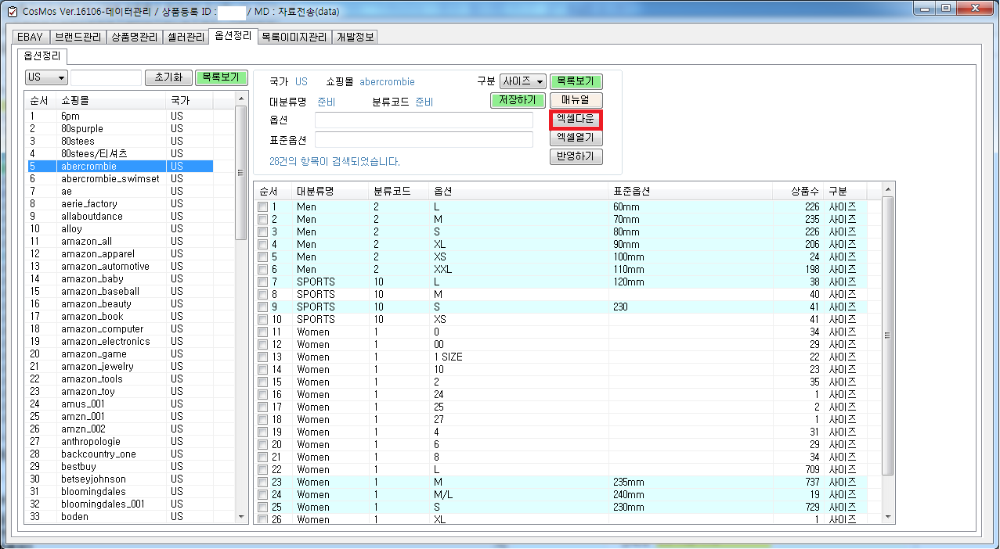 CosMos Ver.16106-데이터관리 / 상품등록 ID : / MD : 자료전송(data)
EBAY 브랜드관리 상품명관리 셀러관리 옵션정리 목록이미지관리 개발정보
옵션정리
US 초기화 목록보기
순서 쇼핑몰 국가
1 6pm US
2 80spurple US
3 80stees US
4 80stees/티셔츠 US
5 abercrombie US
6 abercrombie_swimset US
7 ae US
8 aerie_factory US
9 allaboutdance US
10 alloy US
11 amazon_all US
12 amazon_apparel US
13 amazon_automotive US
14 amazon_baby US
15 amazon_baseball US
16 amazon_beauty US
17 amazon_book US
18 amazon_computer US
19 amazon_electronics US
20 amazon_game US
21 amazon_jewelry US
22 amazon_tools US
23 amazon_toy US
24 amus_001 US
25 amzn_001 US
26 amzn_002 US
27 anthropologie US
28 backcountry_one US
29 bestbuy US
30 betseyjohnson US
31 bloomingdales US
32 bloomingdales_001 US
33 boden US
국가 US 쇼핑몰 abercrombie 구분 사이즈 목록보기
대분류명 준비 분류코드 준비 저장하기 매뉴얼
옵션 엑셀다운
표준옵션 엑셀열기
28건의 항목이 검색되었습니다. 반영하기
순서 대분류명 분류코드 옵션 표준옵션 상품수 구분
1 Men 2 L 60mm 226 사이즈
2 Men 2 M 70mm 235 사이즈
3 Men 2 S 80mm 226 사이즈
4 Men 2 XL 90mm 206 사이즈
5 Men 2 XS 100mm 24 사이즈
6 Men 2 XXL 110mm 198 사이즈
7 SPORTS 10 L 120mm 38 사이즈
8 SPORTS 10 M 40 사이즈
9 SPORTS 10 S 230 41 사이즈
10 SPORTS 10 XS 41 사이즈
11 Women 1 0 34 사이즈
12 Women 1 00 29 사이즈
13 Women 1 1 SIZE 22 사이즈
14 Women 1 10 23 사이즈
15 Women 1 2 35 사이즈
16 Women 1 24 1 사이즈
17 Women 1 25 2 사이즈
18 Women 1 27 1 사이즈
19 Women 1 4 31 사이즈
20 Women 1 6 29 사이즈
21 Women 1 8 34 사이즈
22 Women 1 L 709 사이즈
23 Women 1 M 235mm 737 사이즈
24 Women 1 M/L 240mm 19 사이즈
25 Women 1 S 230mm 729 사이즈
26 Women 1 XL 1 사이즈